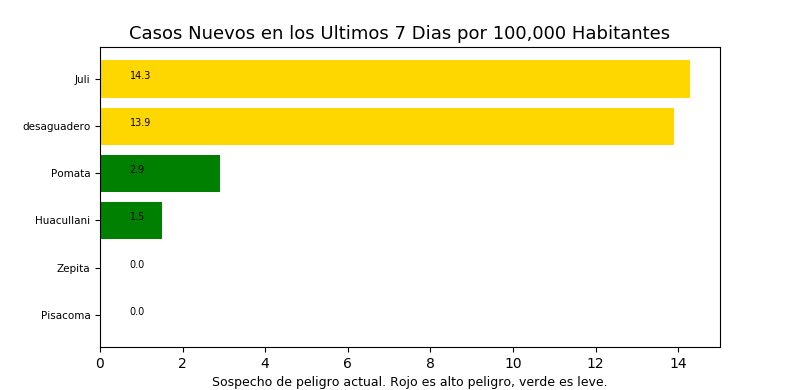 Casos Nuevos en los Ultimos 7 Dias por 100,000 Habitantes
Juli 14.3
desaguadero 13.9
Pomata 2.9
Huacullani 1.5
Zepita 0.0
Pisacoma 0.0
0 2 4 6 8 10 12 14
Sospecho de peligro actual. Rojo es alto peligro, verde es leve.